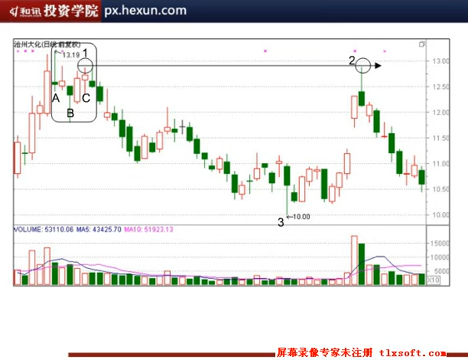 和讯 投资学院 px.hexun.com
沧州大化(日线.前复权)
13.19
1
2
13.00
A
C
12.50
B
12.00
11.50
11.00
10.50
3
10.00
10.00
VOLUME: 53110.06 MA5: 43425.70 MA10: 51923.13
15000
10000
5000
X10
屏幕录像专家未注册 tlxsoft.com